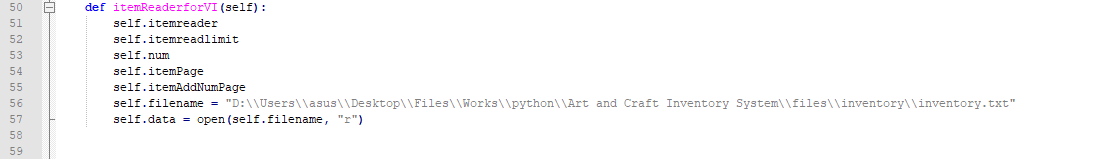 50 def itemReaderforVI(self):
51 self.itemreader
52 self.itemreadlimit
53 self.num
54 self.itemPage
55 self.itemAddNumPage
56 self.filename = "D:\\Users\\asus\\Desktop\\Files\\Works\\python\\Art and Craft Inventory System\\files\\inventory\\inventory.txt"
57 self.data = open(self.filename, "r")
58
59